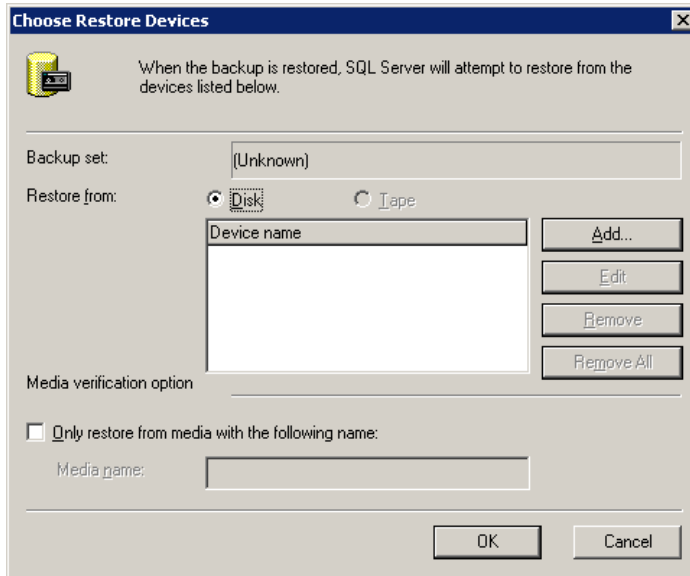 Choose Restore Devices
When the backup is restored, SQL Server will attempt to restore from the
devices listed below.
Backup set:
(Unknown)
Restore from:
Disk
Tape
Device name
Add...
Edit
Remove
Remove All
Media verification option
Only restore from media with the following name:
Media name:
OK
Cancel